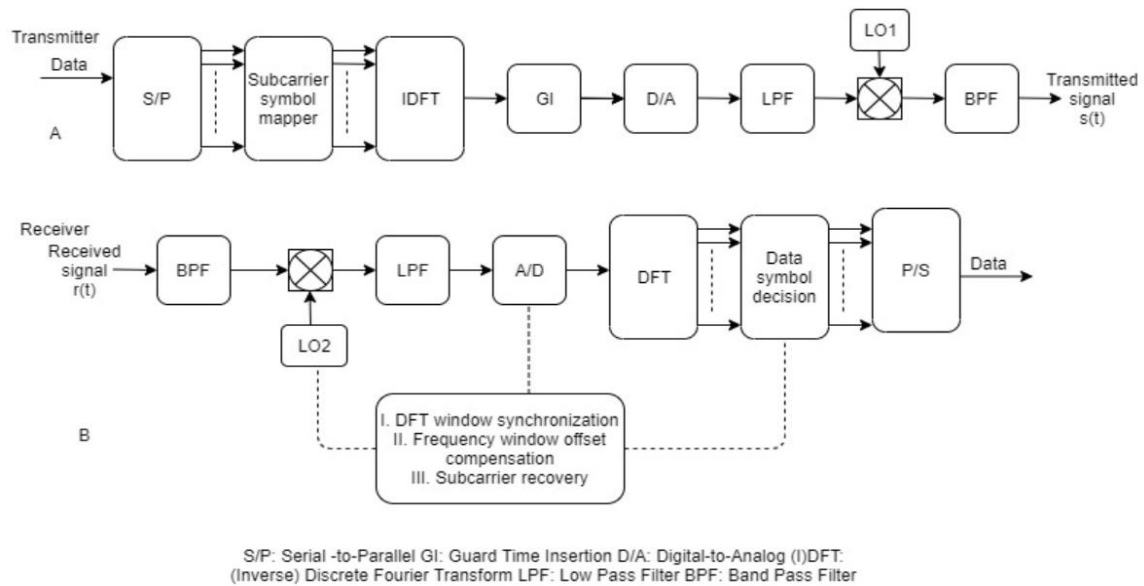 Transmitter
Data
A
S/P
Subcarrier
symbol
mapper
IDFT
GI
D/A
LPF
LO1
BPF
Transmitted
signal
s(t)
Receiver
Received
signal
r(t)
BPF
LO2
LPF
A/D
DFT
Data
symbol
decision
P/S
Data
B
I. DFT window synchronization
II. Frequency window offset
compensation
III. Subcarrier recovery
S/P: Serial -to-Parallel GI: Guard Time Insertion D/A: Digital-to-Analog (I)DFT:
(Inverse) Discrete Fourier Transform LPF: Low Pass Filter BPF: Band Pass Filter